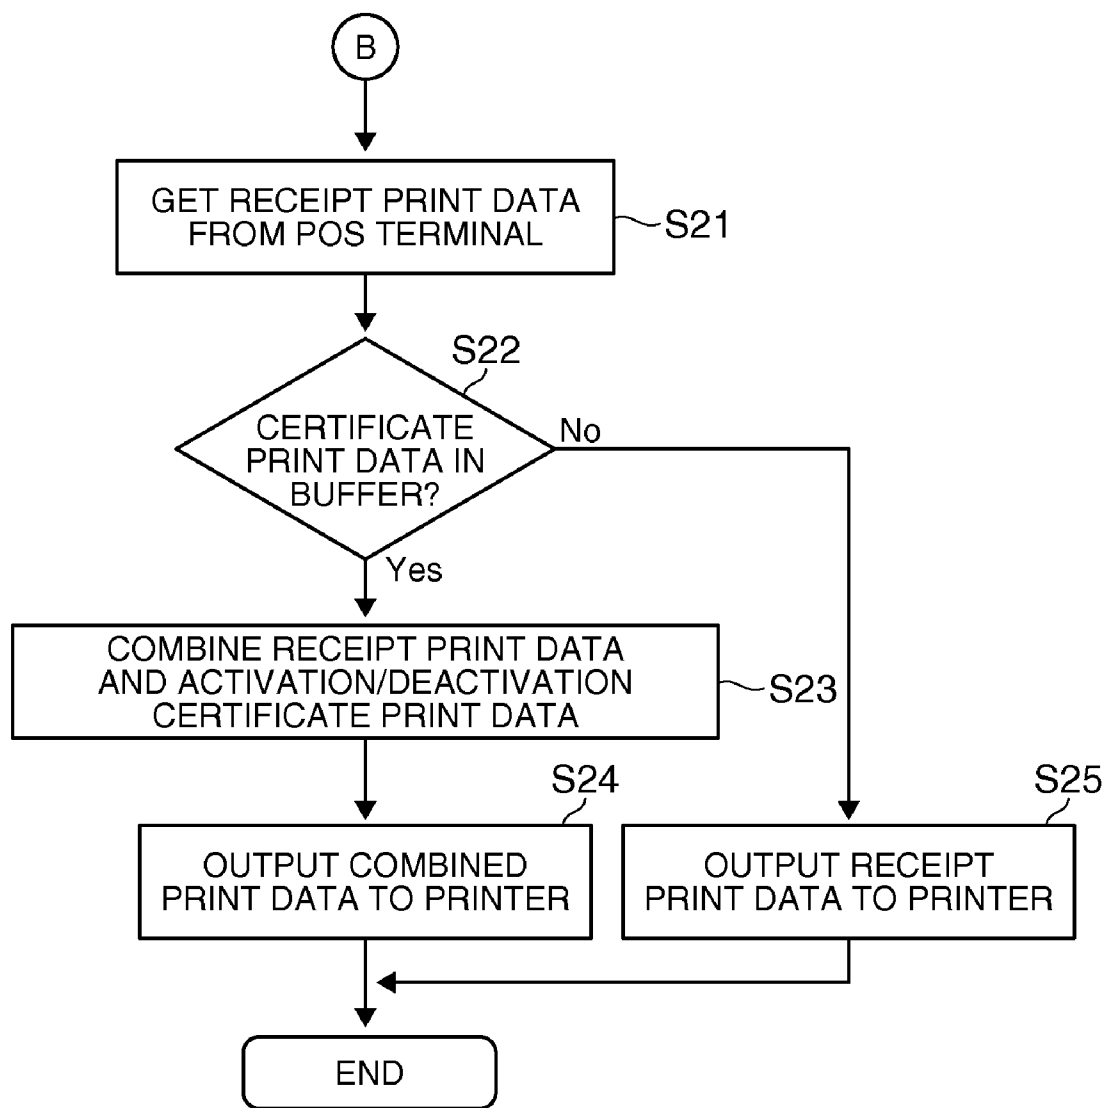 B
GET RECEIPT PRINT DATA
FROM POS TERMINAL
S21
S22
CERTIFICATE
PRINT DATA IN
BUFFER?
No
Yes
COMBINE RECEIPT PRINT DATA
AND ACTIVATION/DEACTIVATION
CERTIFICATE PRINT DATA
S23
S24
OUTPUT COMBINED
PRINT DATA TO PRINTER
S25
OUTPUT RECEIPT
PRINT DATA TO PRINTER
END